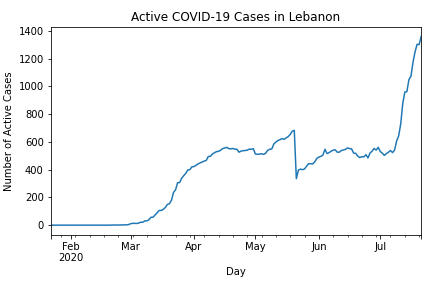 Active COVID-19 Cases in Lebanon
1400
1200
1000
800
600
400
200
0
Number of Active Cases
Feb Mar Apr May Jun Jul
2020
Day